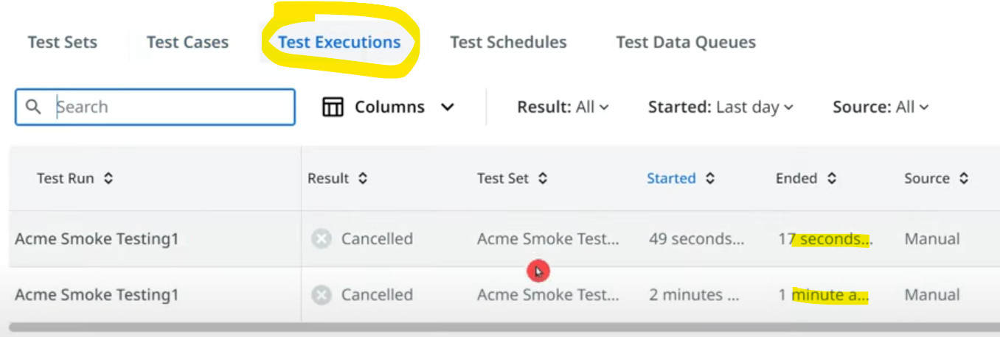 Test Sets Test Cases Test Executions Test Schedules Test Data Queues
Search Columns Result: All Started: Last day Source: All
Test Run Result Test Set Started Ended Source
Acme Smoke Testing1 Cancelled Acme Smoke Test... 49 seconds... 17 seconds... Manual
Acme Smoke Testing1 Cancelled Acme Smoke Test... 2 minutes ... 1 minute a... Manual